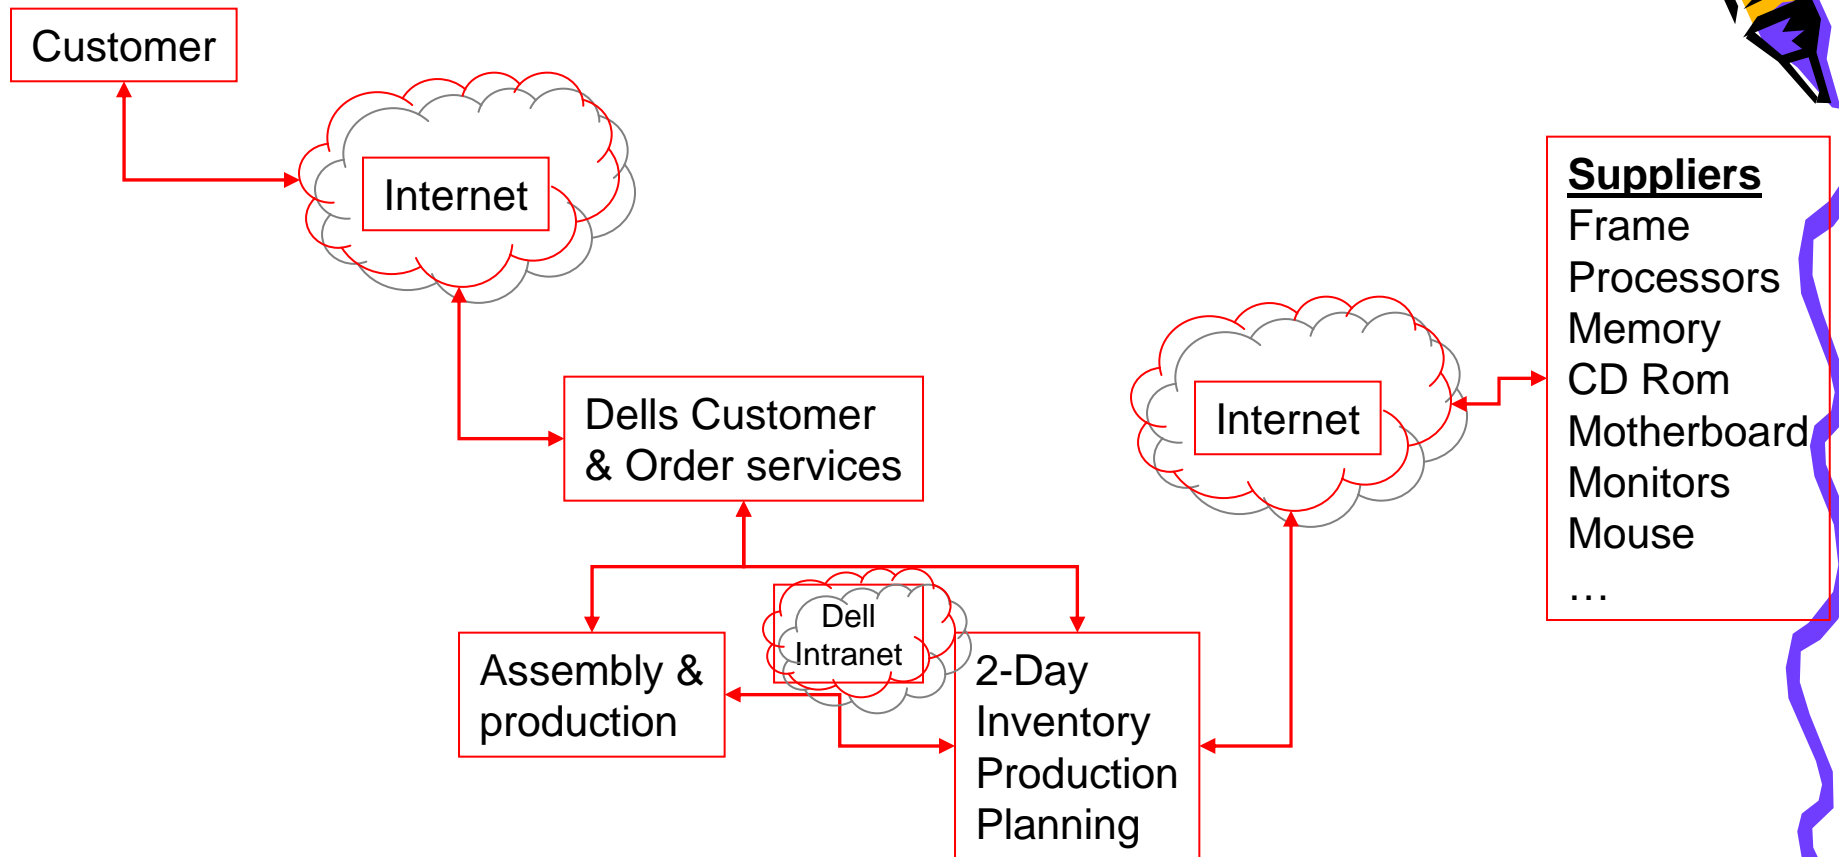 Customer
Internet
Suppliers
Frame
Processors
Memory
CD Rom
Motherboard
Monitors
Mouse
…
Internet
Dells Customer
& Order services
Dell
Intranet
Assembly &
production
2-Day
Inventory
Production
Planning